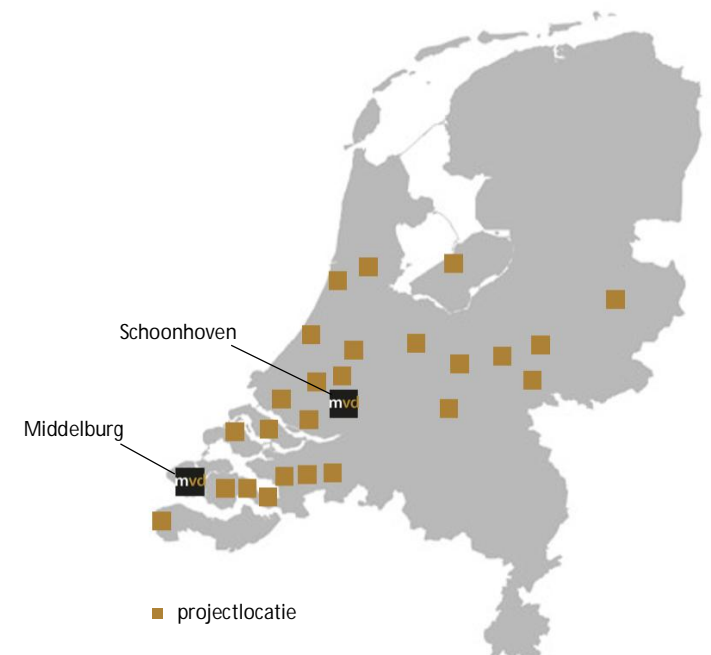 Schoonhoven
mvd
Middelburg
mvd
projectlocatie